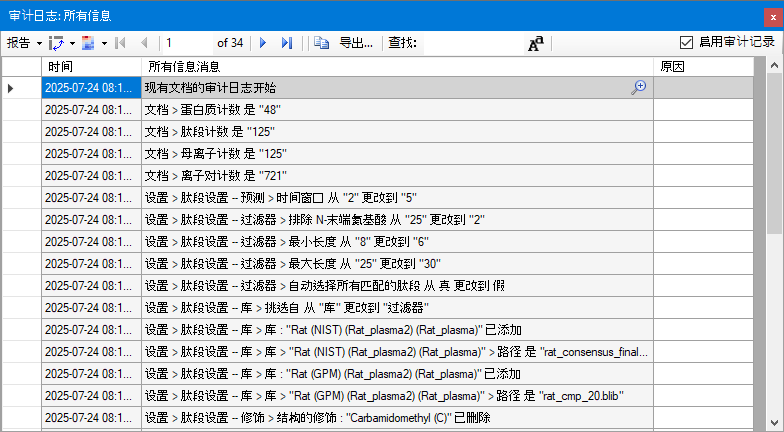 审计日志: 所有信息
报告 1 of 34 导出... 查找: 启用审计记录
时间 所有信息消息 原因
2025-07-24 08:1... 现有文档的审计日志开始
2025-07-24 08:1... 文档 > 蛋白质计数 是 "48"
2025-07-24 08:1... 文档 > 肽段计数 是 "125"
2025-07-24 08:1... 文档 > 母离子计数 是 "125"
2025-07-24 08:1... 文档 > 离子对计数 是 "721"
2025-07-24 08:1... 设置 > 肽段设置 -- 预测 > 时间窗口 从 "2" 更改到 "5"
2025-07-24 08:1... 设置 > 肽段设置 -- 过滤器 > 排除 N-末端氨基酸 从 "25" 更改到 "2"
2025-07-24 08:1... 设置 > 肽段设置 -- 过滤器 > 最小长度 从 "8" 更改到 "6"
2025-07-24 08:1... 设置 > 肽段设置 -- 过滤器 > 最大长度 从 "25" 更改到 "30"
2025-07-24 08:1... 设置 > 肽段设置 -- 过滤器 > 自动选择所有匹配的肽段 从 真 更改到 假
2025-07-24 08:1... 设置 > 肽段设置 -- 库 > 挑选自 从 "库" 更改到 "过滤器"
2025-07-24 08:1... 设置 > 肽段设置 -- 库 > 库 : "Rat (NIST) (Rat_plasma2) (Rat_plasma)" 已添加
2025-07-24 08:1... 设置 > 肽段设置 -- 库 > 库 > "Rat (NIST) (Rat_plasma2) (Rat_plasma)" > 路径 是 "rat_consensus_final...
2025-07-24 08:1... 设置 > 肽段设置 -- 库 > 库 : "Rat (GPM) (Rat_plasma2) (Rat_plasma)" 已添加
2025-07-24 08:1... 设置 > 肽段设置 -- 库 > 库 > "Rat (GPM) (Rat_plasma2) (Rat_plasma)" > 路径 是 "rat_cmp_20.blib"
2025-07-24 08:1... 设置 > 肽段设置 -- 修饰 > 结构的修饰 : "Carbamidomethyl (C)" 已删除